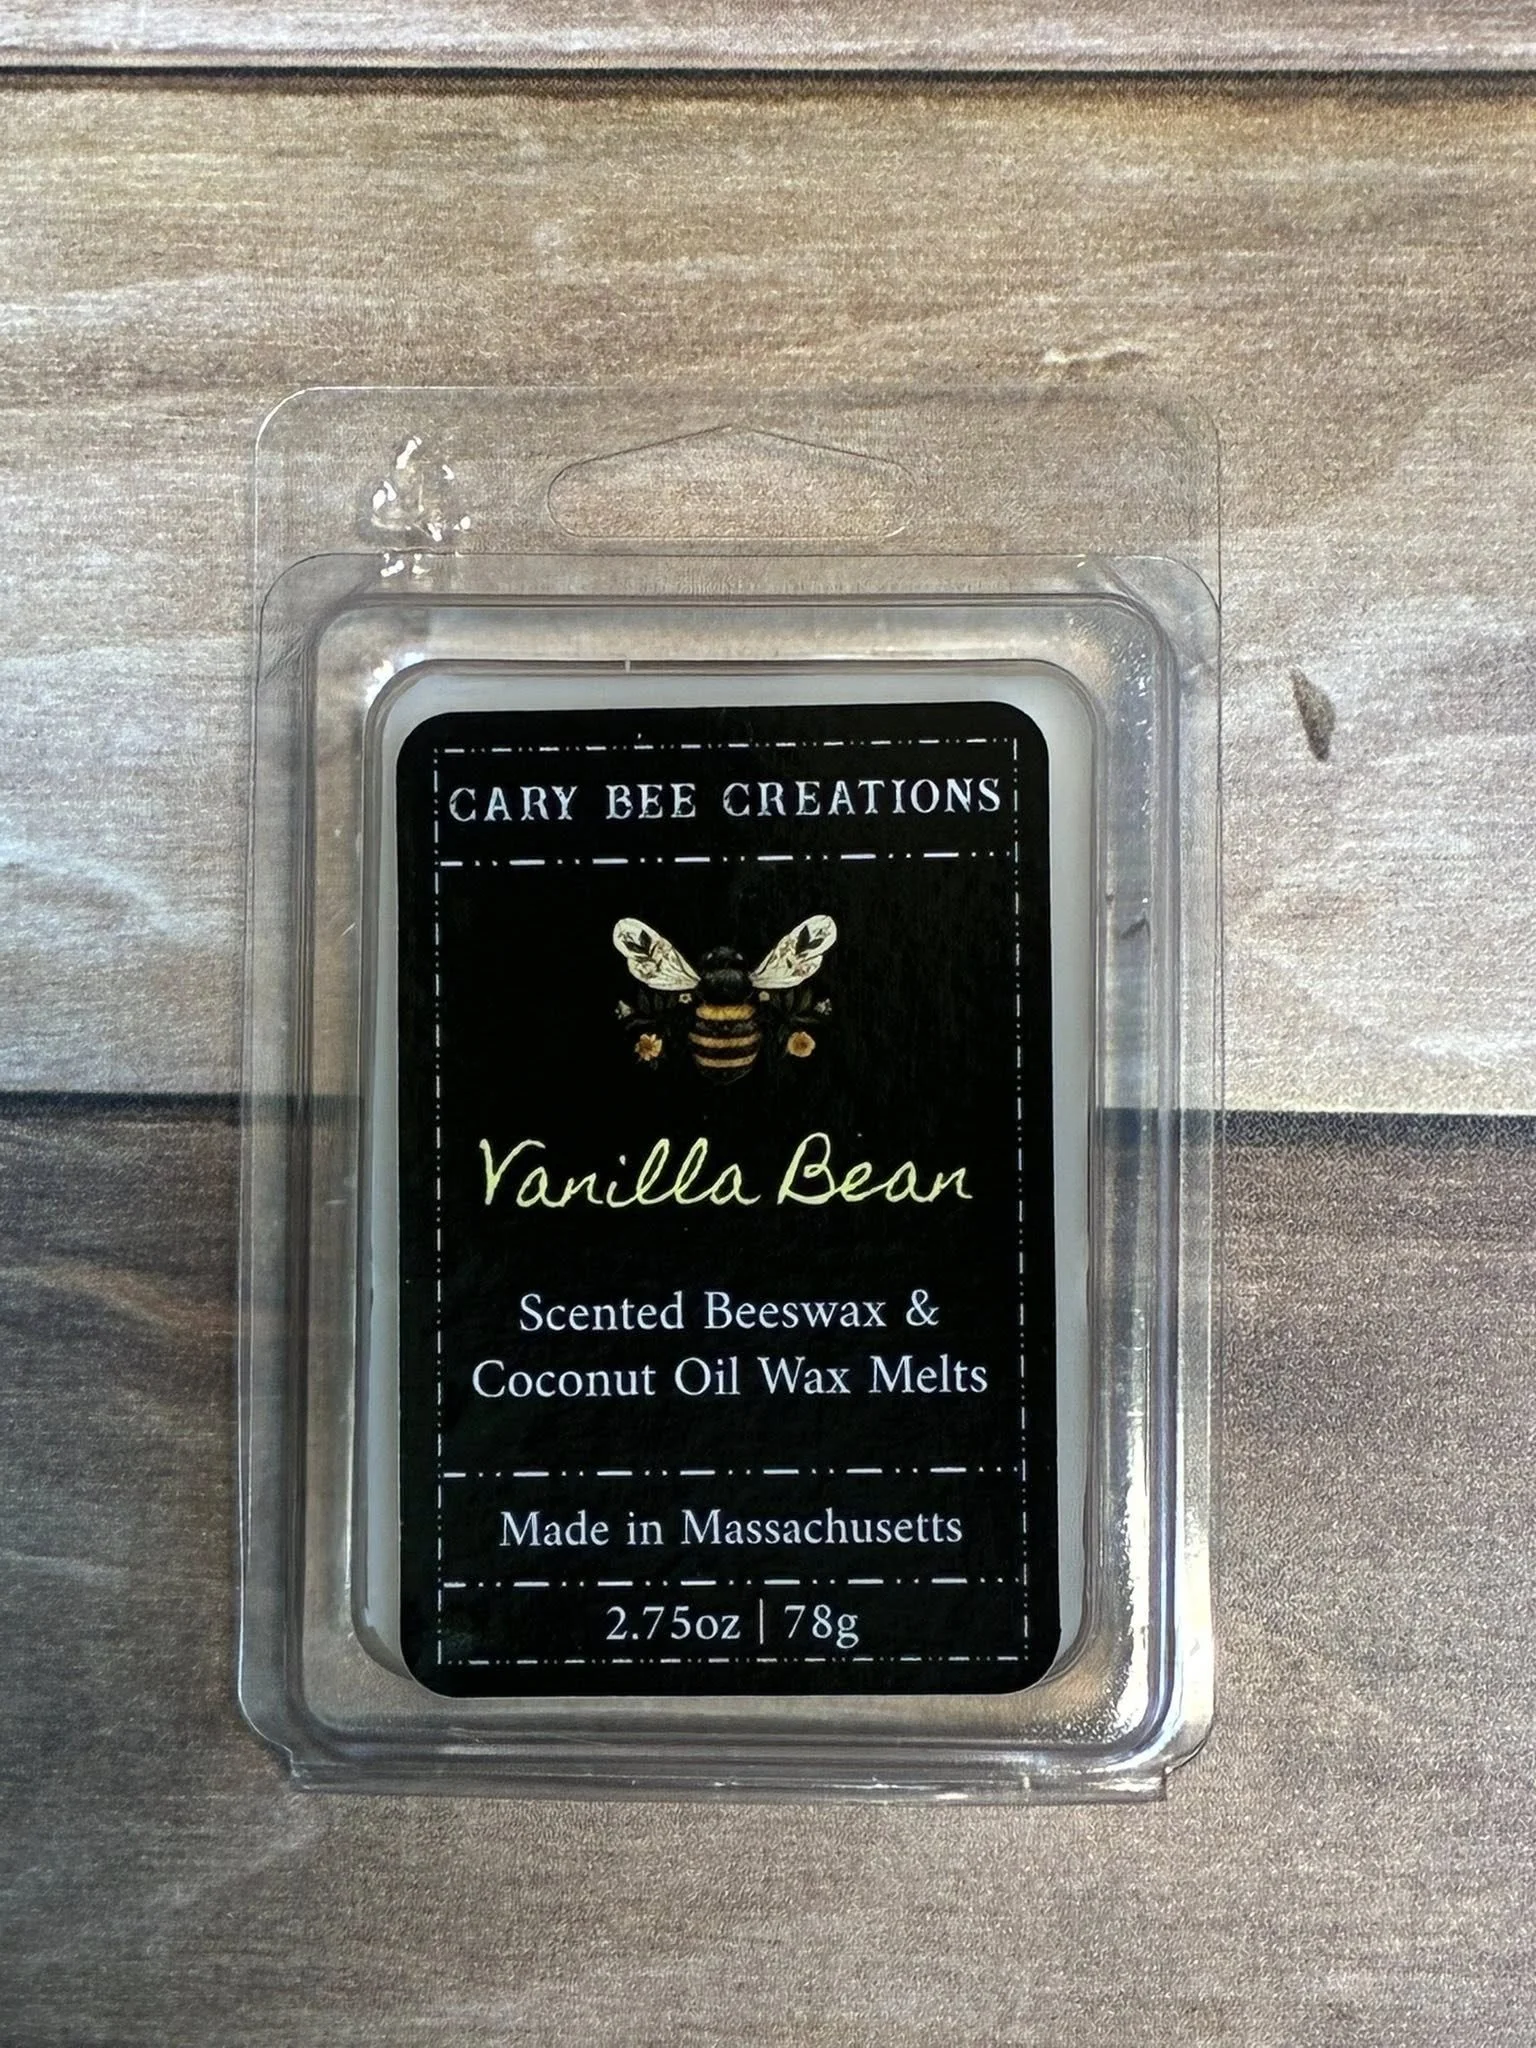 CARY BEE CREATIONS
Vanilla Bean
Scented Beeswax &
Coconut Oil Wax Melts
Made in Massachusetts
2.75oz | 78g